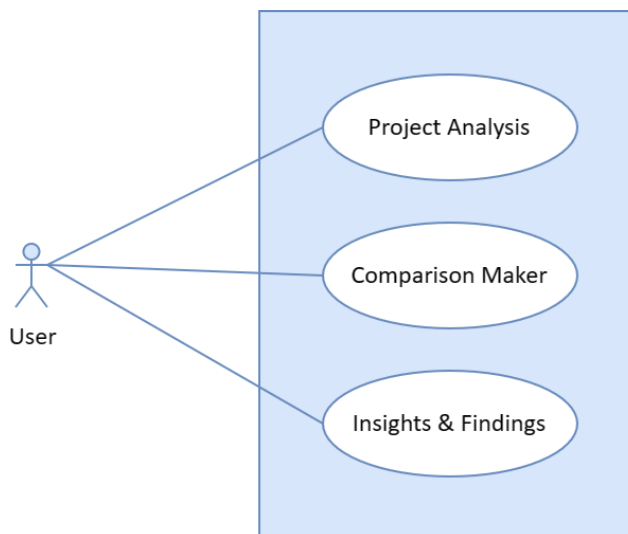 Project Analysis
Comparison Maker
User
Insights & Findings